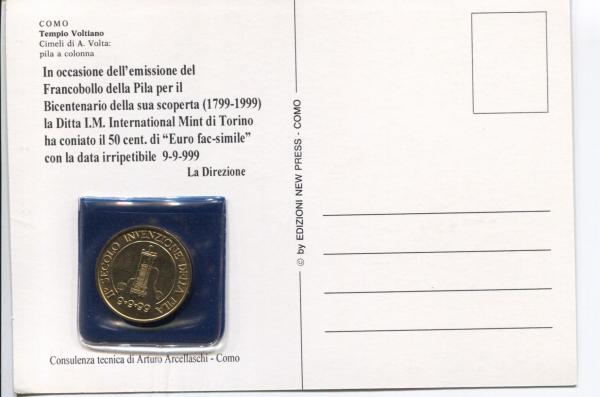 COMO
Tempio Voltiano
Cimeli di A. Volta:
pila a colonna
In occasione dell'emissione del
Francobollo della Pila per il
Bicentenario della sua scoperta (1799-1999)
la Ditta I.M. International Mint di Torino
ha coniato il 50 cent. di "Euro fac-simile"
con la data irripetibile 9-9-999
La Direzione
IIº SECOLO INVENZIONE DELLA PILA
9•9•99
Consulenza tecnica di Arturo Arcellaschi - Como
© by EDIZIONI NEW PRESS - COMO